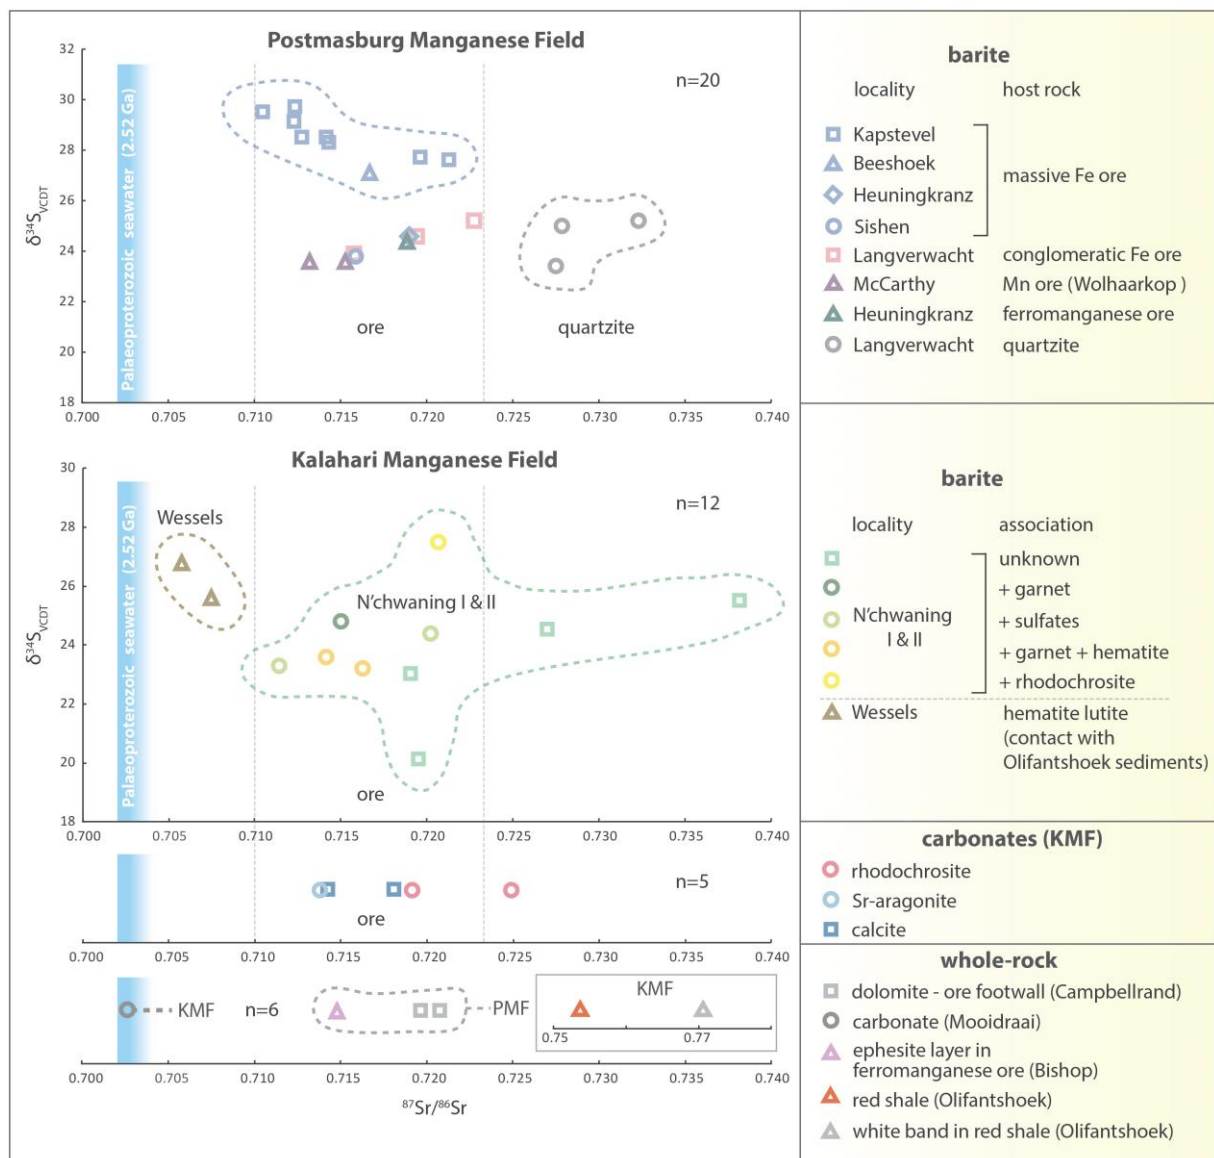 Postmasburg Manganese Field
32
30
28
26
24
22
20
18
δ³⁴S_VCDT
Palaeoproterozoic seawater (2.52 Ga)
n=20
ore
quartzite
0.700 0.705 0.710 0.715 0.720 0.725 0.730 0.735 0.740
barite
locality host rock
Kapstevel
Beeshoek
massive Fe ore
Heuningkranz
Sishen
Langverwacht conglomeratic Fe ore
McCarthy Mn ore (Wolhaarkop )
Heuningkranz ferromanganese ore
Langverwacht quartzite
Kalahari Manganese Field
30
28
26
24
22
20
18
δ³⁴S_VCDT
Palaeoproterozoic seawater (2.52 Ga)
Wessels
n=12
N'chwaning I & II
ore
0.700 0.705 0.710 0.715 0.720 0.725 0.730 0.735 0.740
barite
locality association
unknown
+ garnet
N'chwaning
I & II
+ sulfates
+ garnet + hematite
+ rhodochrosite
Wessels hematite lutite
(contact with
Olifantshoek sediments)
n=5
ore
0.700 0.705 0.710 0.715 0.720 0.725 0.730 0.735 0.740
carbonates (KMF)
rhodochrosite
Sr-aragonite
calcite
KMF n=6
PMF
KMF
0.75 0.77
0.700 0.705 0.710 0.715 0.720 0.725 0.730 0.735 0.740
⁸⁷Sr/⁸⁶Sr
whole-rock
dolomite - ore footwall (Campbellrand)
carbonate (Mooidraai)
ephesite layer in
ferromanganese ore (Bishop)
red shale (Olifantshoek)
white band in red shale (Olifantshoek)